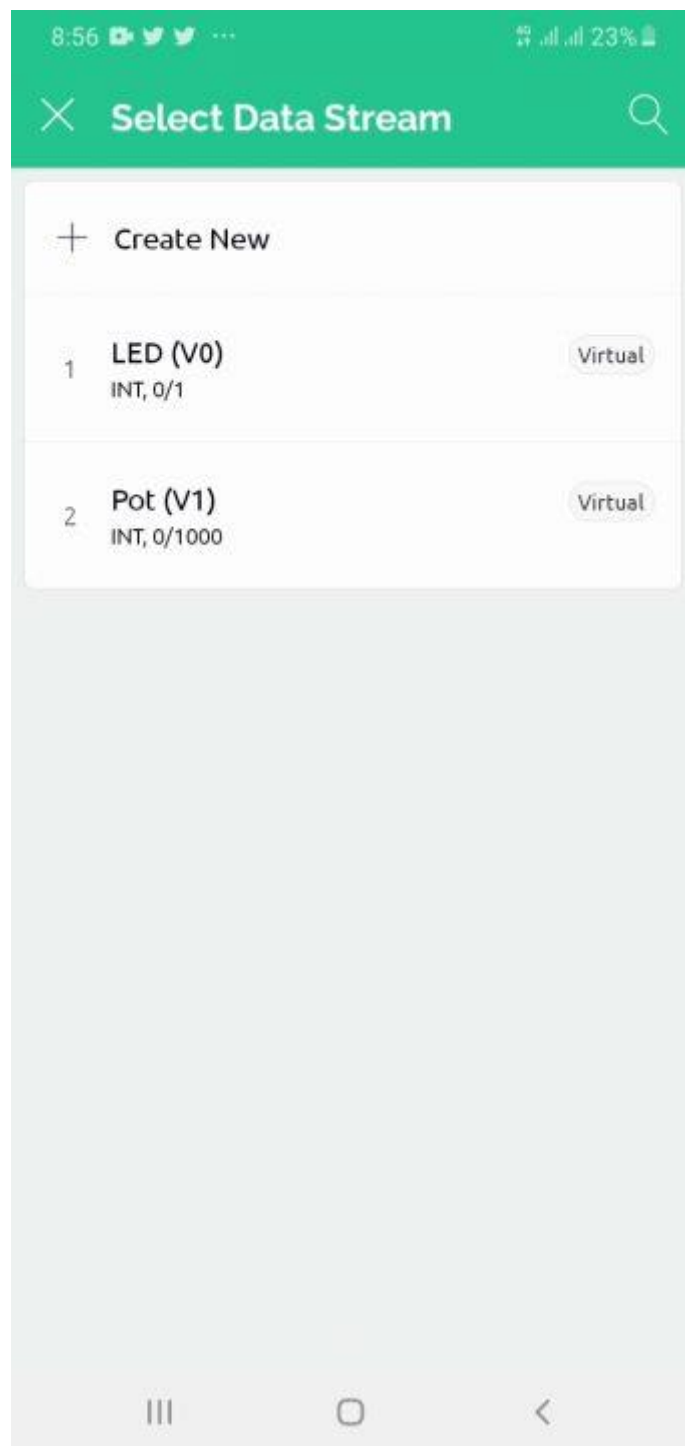 8:56 23%
Select Data Stream
Create New
1 LED (V0) Virtual
INT, 0/1
2 Pot (V1) Virtual
INT, 0/1000